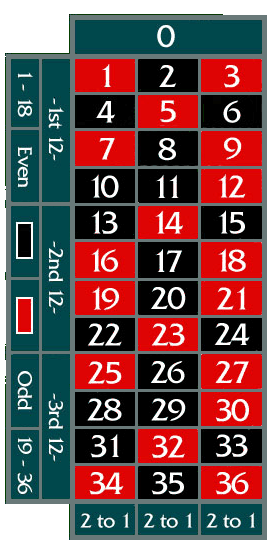 0
1 2 3
4 5 6
7 8 9
10 11 12
13 14 15
16 17 18
19 20 21
22 23 24
25 26 27
28 29 30
31 32 33
34 35 36
2 to 1 2 to 1 2 to 1
-1st 12-
-2nd 12-
-3rd 12-
1 - 18
Even
Odd
19 - 36